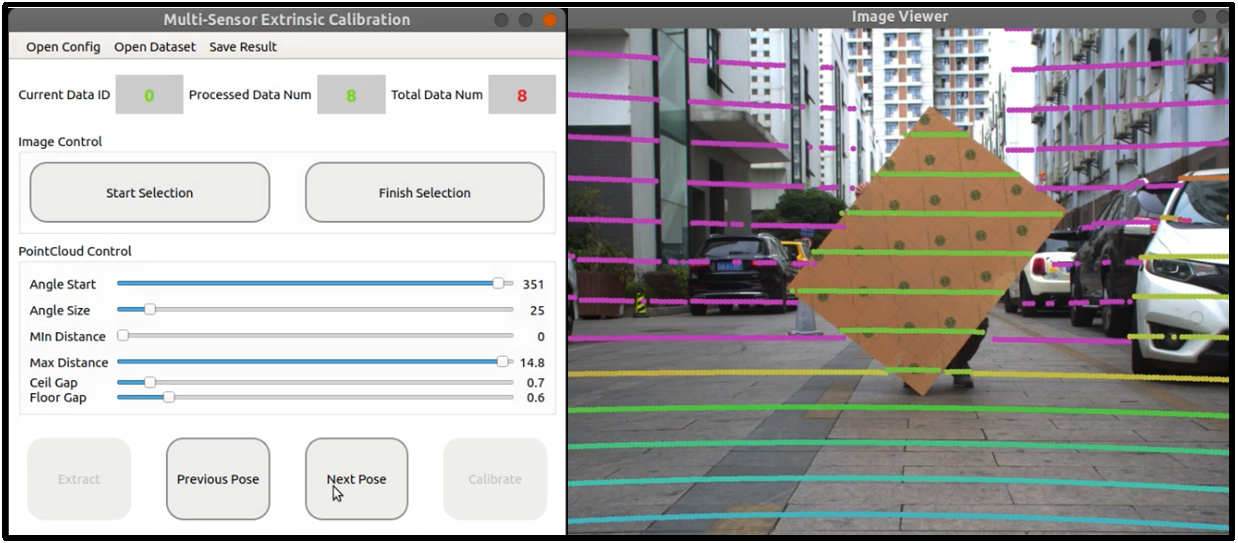 Multi-Sensor Extrinsic Calibration
Open Config Open Dataset Save Result
Current Data ID 0 Processed Data Num 8 Total Data Num 8
Image Control
Start Selection Finish Selection
PointCloud Control
Angle Start 351
Angle Size 25
MIn Distance 0
Max Distance 14.8
Ceil Gap 0.7
Floor Gap 0.6
Extract Previous Pose Next Pose Calibrate
Image Viewer